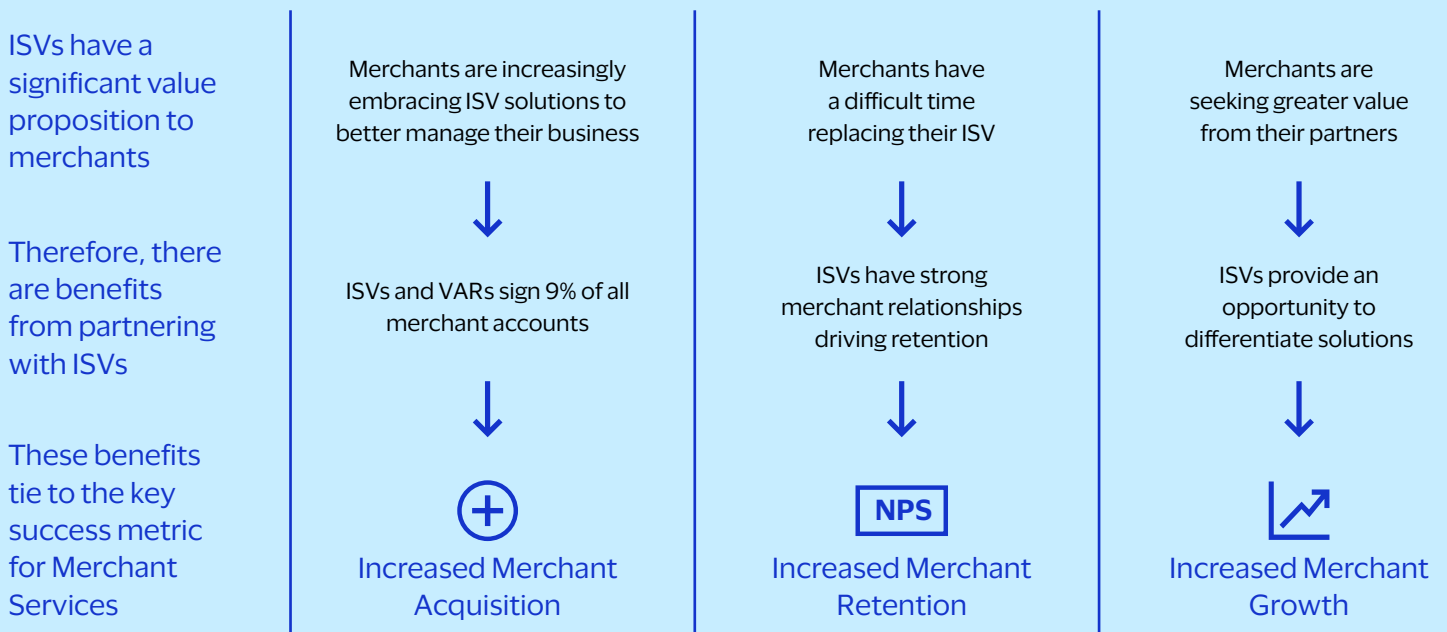 ISVs have a
significant value
proposition to
merchants
Merchants are increasingly
embracing ISV solutions to
better manage their business
Merchants have
a difficult time
replacing their ISV
Merchants are
seeking greater value
from their partners
Therefore, there
are benefits
from partnering
with ISVs
ISVs and VARs sign 9% of all
merchant accounts
ISVs have strong
merchant relationships
driving retention
ISVs provide an
opportunity to
differentiate solutions
These benefits
tie to the key
success metric
for Merchant
Services
Increased Merchant
Acquisition
NPS
Increased Merchant
Retention
Increased Merchant
Growth